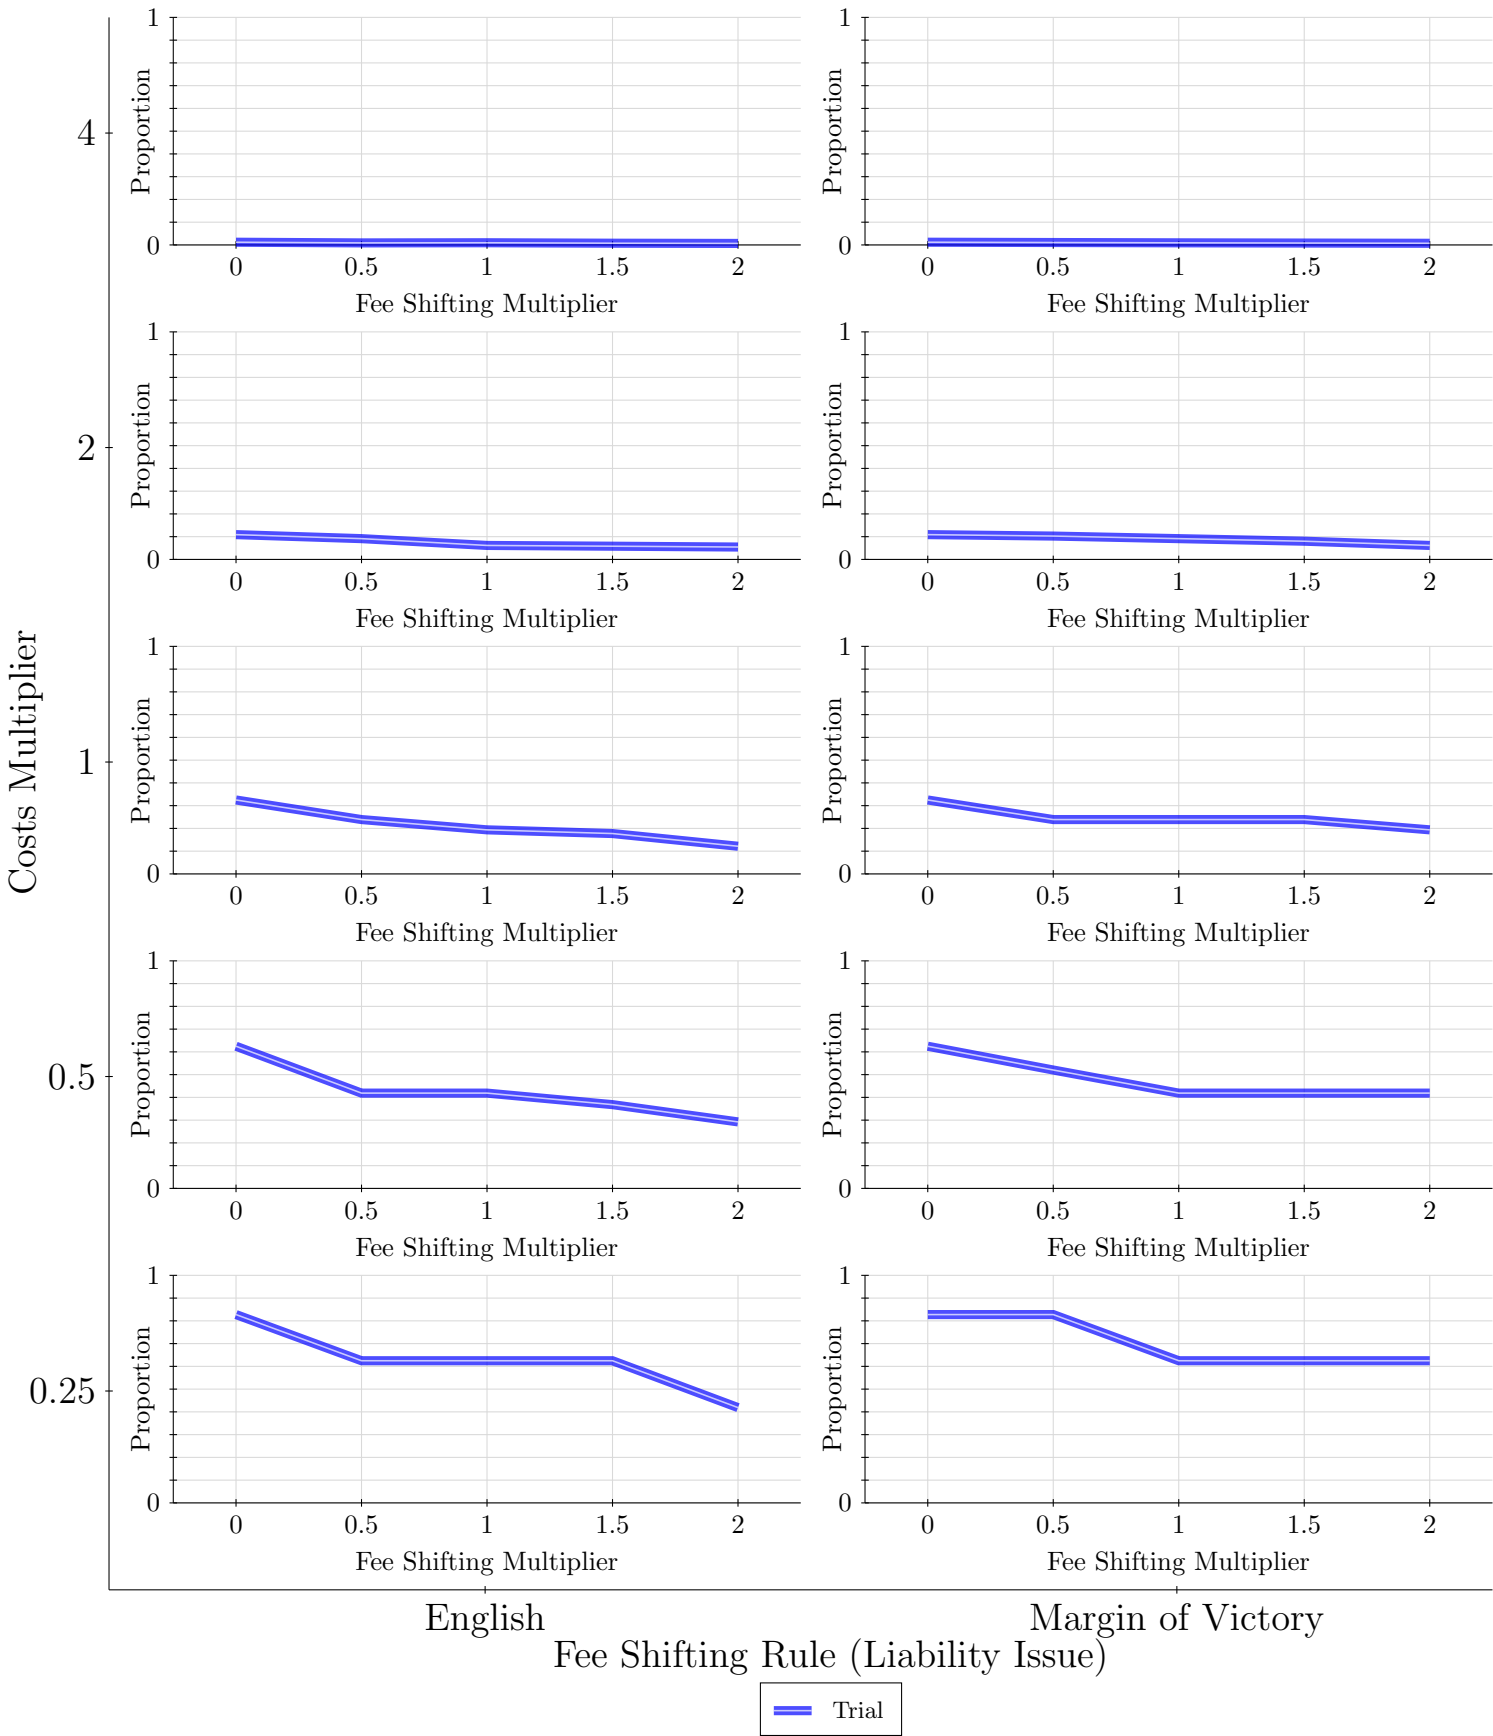 1
Proportion
0
0 0.5 1 1.5 2
Fee Shifting Multiplier
1
Proportion
0
0 0.5 1 1.5 2
Fee Shifting Multiplier
4
1
Proportion
0
0 0.5 1 1.5 2
Fee Shifting Multiplier
1
Proportion
0
0 0.5 1 1.5 2
Fee Shifting Multiplier
2
1
Proportion
0
0 0.5 1 1.5 2
Fee Shifting Multiplier
1
Proportion
0
0 0.5 1 1.5 2
Fee Shifting Multiplier
1
Costs Multiplier
1
Proportion
0
0 0.5 1 1.5 2
Fee Shifting Multiplier
1
Proportion
0
0 0.5 1 1.5 2
Fee Shifting Multiplier
0.5
1
Proportion
0
0 0.5 1 1.5 2
Fee Shifting Multiplier
1
Proportion
0
0 0.5 1 1.5 2
Fee Shifting Multiplier
0.25
English Margin of Victory
Fee Shifting Rule (Liability Issue)
Trial